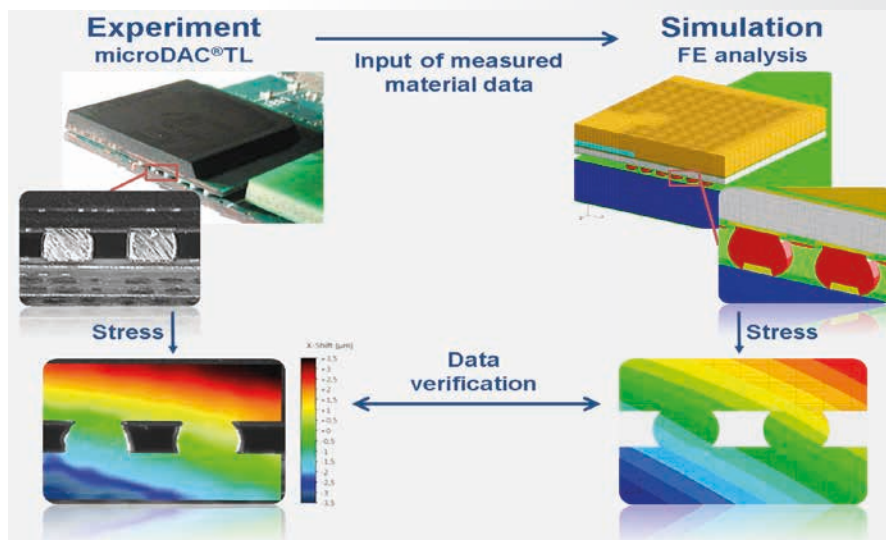 Experiment
microDAC®TL
Input of measured
material data
Simulation
FE analysis
Stress
Stress
X-Shift [µm]
+3,5
+3
+2,5
+2
+1,5
+1
+0,5
0
-0,5
-1
-1,5
-2
-2,5
-3
-3,5
Data
verification